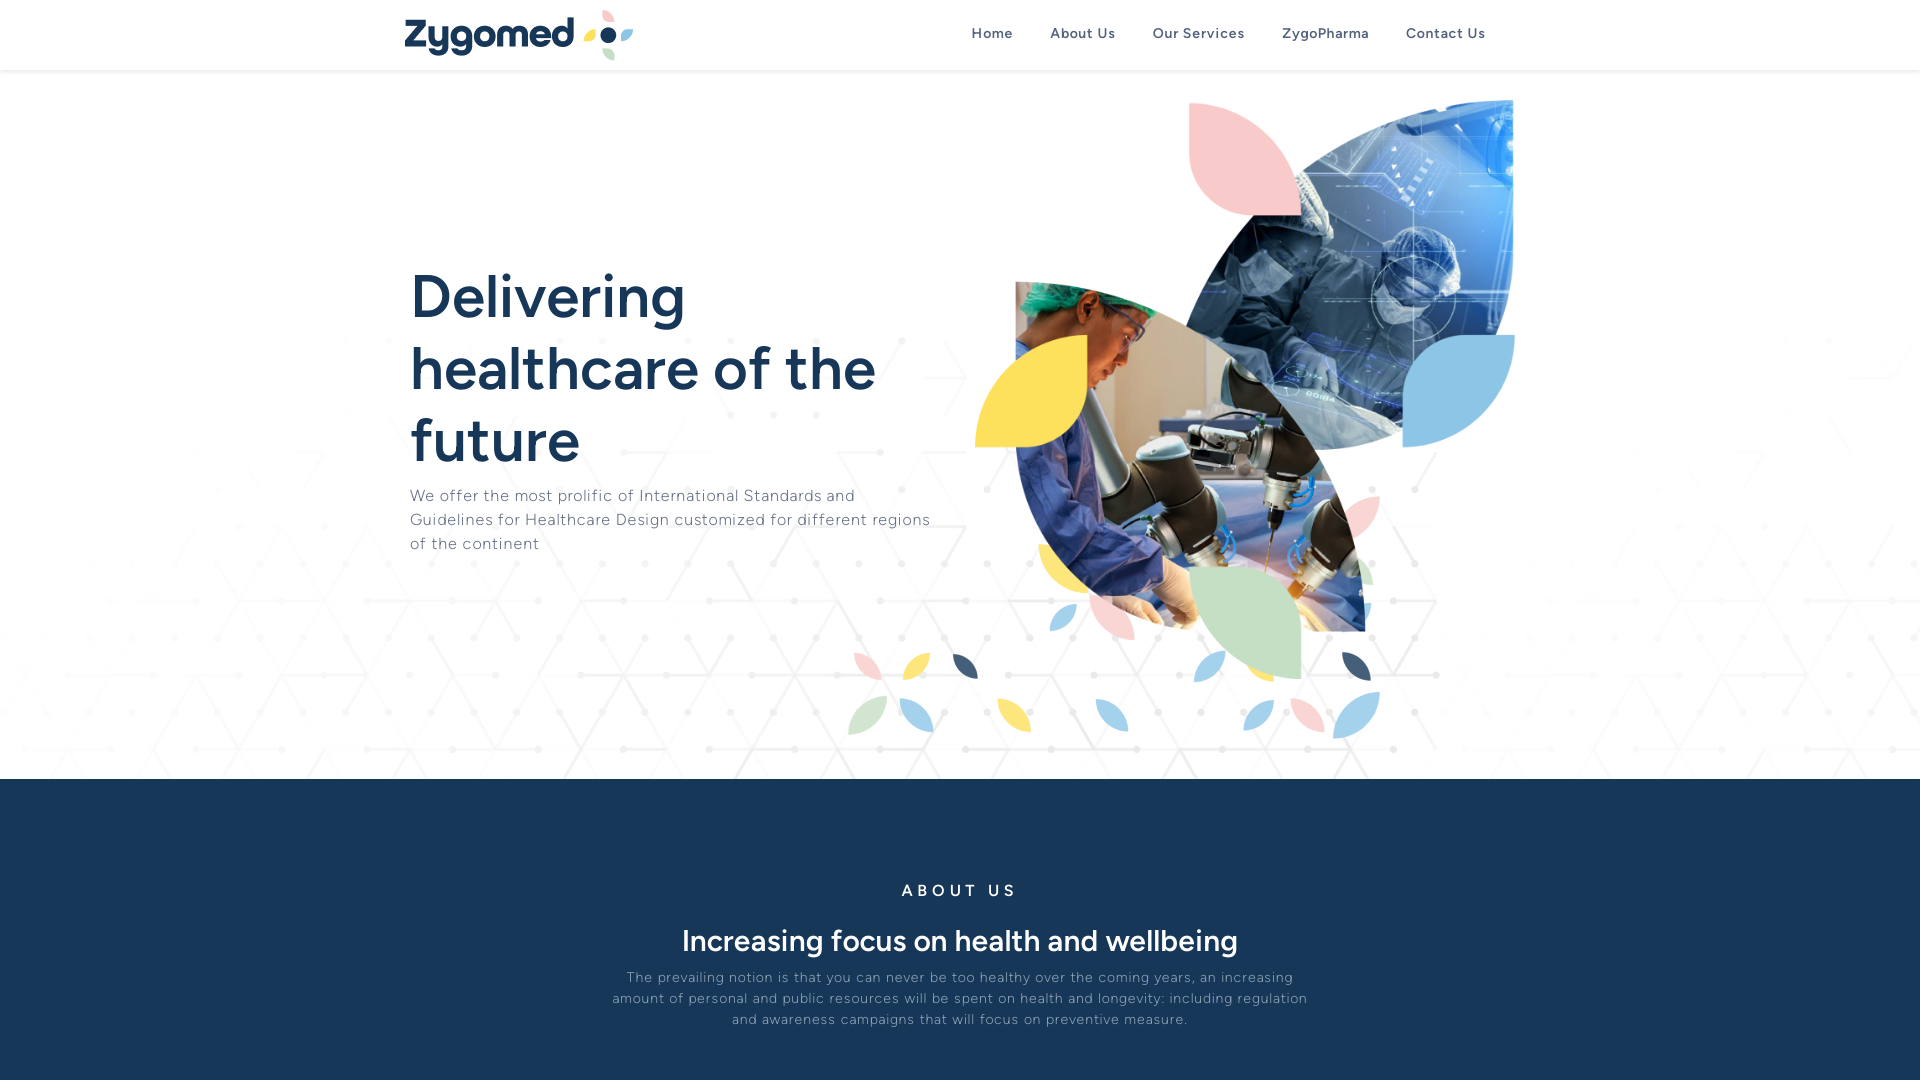 Zygomed
Home
About Us
Our Services
ZygoPharma
Contact Us
Delivering
healthcare of the
future
We offer the most prolific of International Standards and
Guidelines for Healthcare Design customized for different regions
of the continent
ABOUT US
Increasing focus on health and wellbeing
The prevailing notion is that you can never be too healthy over the coming years, an increasing
amount of personal and public resources will be spent on health and longevity: including regulation
and awareness campaigns that will focus on preventive measure.